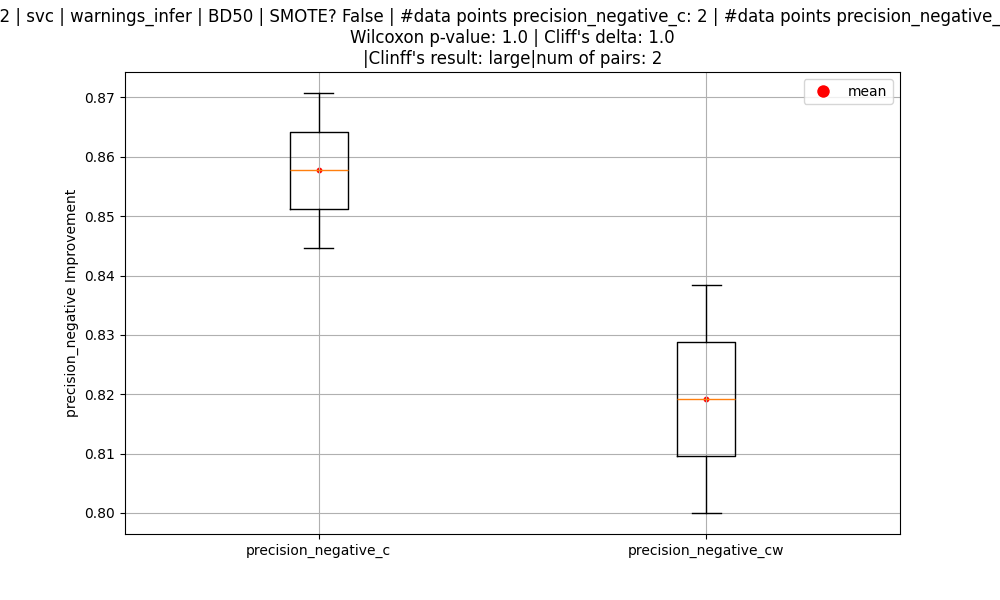 2 | svc | warnings_infer | BD50 | SMOTE? False | #data points precision_negative_c: 2 | #data points precision_negative_
Wilcoxon p-value: 1.0 | Cliff's delta: 1.0
|Clinff's result: large|num of pairs: 2
mean
0.87
0.86
0.85
0.84
0.83
0.82
0.81
0.80
precision_negative Improvement
precision_negative_c
precision_negative_cw